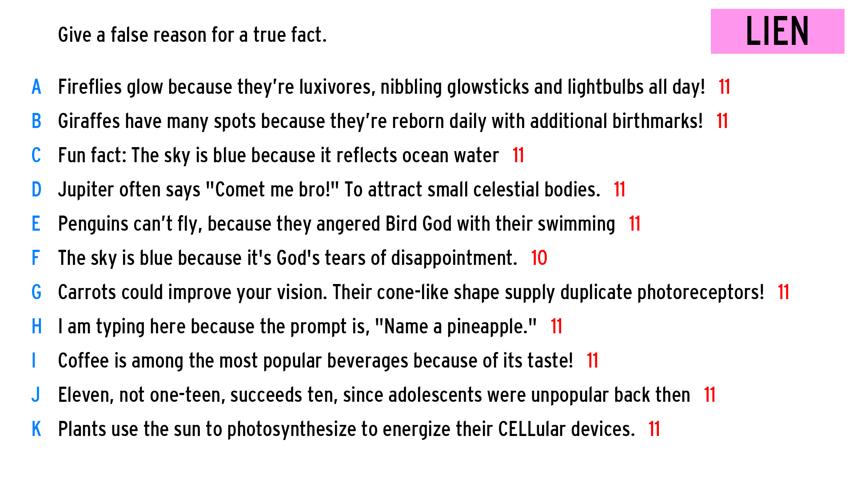 Give a false reason for a true fact.
LIEN
A Fireflies glow because they're luxivores, nibbling glowsticks and lightbulbs all day! 11
B Giraffes have many spots because they're reborn daily with additional birthmarks! 11
C Fun fact: The sky is blue because it reflects ocean water 11
D Jupiter often says "Comet me bro!" To attract small celestial bodies. 11
E Penguins can't fly, because they angered Bird God with their swimming 11
F The sky is blue because it's God's tears of disappointment. 10
G Carrots could improve your vision. Their cone-like shape supply duplicate photoreceptors! 11
H I am typing here because the prompt is, "Name a pineapple." 11
I Coffee is among the most popular beverages because of its taste! 11
J Eleven, not one-teen, succeeds ten, since adolescents were unpopular back then 11
K Plants use the sun to photosynthesize to energize their CELLular devices. 11